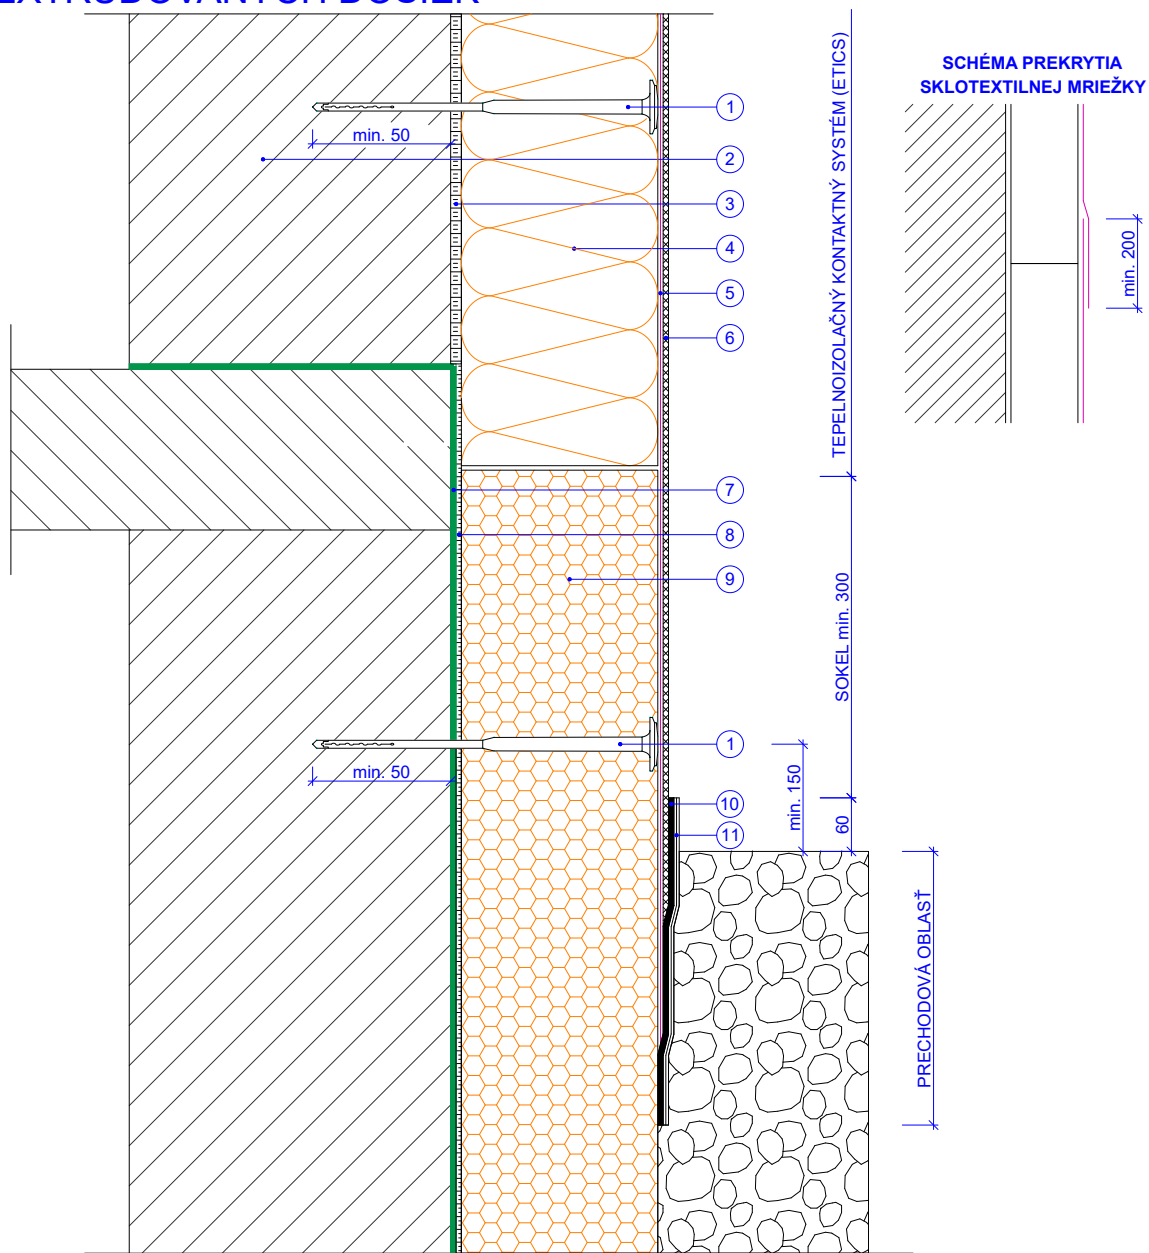 SCHÉMA PREKRYTIA
SKLOTEXTILNEJ MRIEŽKY
TEPELNOIZOLAČNÝ KONTAKTNÝ SYSTÉM (ETICS)
1
min. 50
2
3
4
min. 200
5
6
7
8
9
SOKEL min. 300
1
min. 50
min. 150
10
60
11
PRECHODOVÁ OBLASŤ